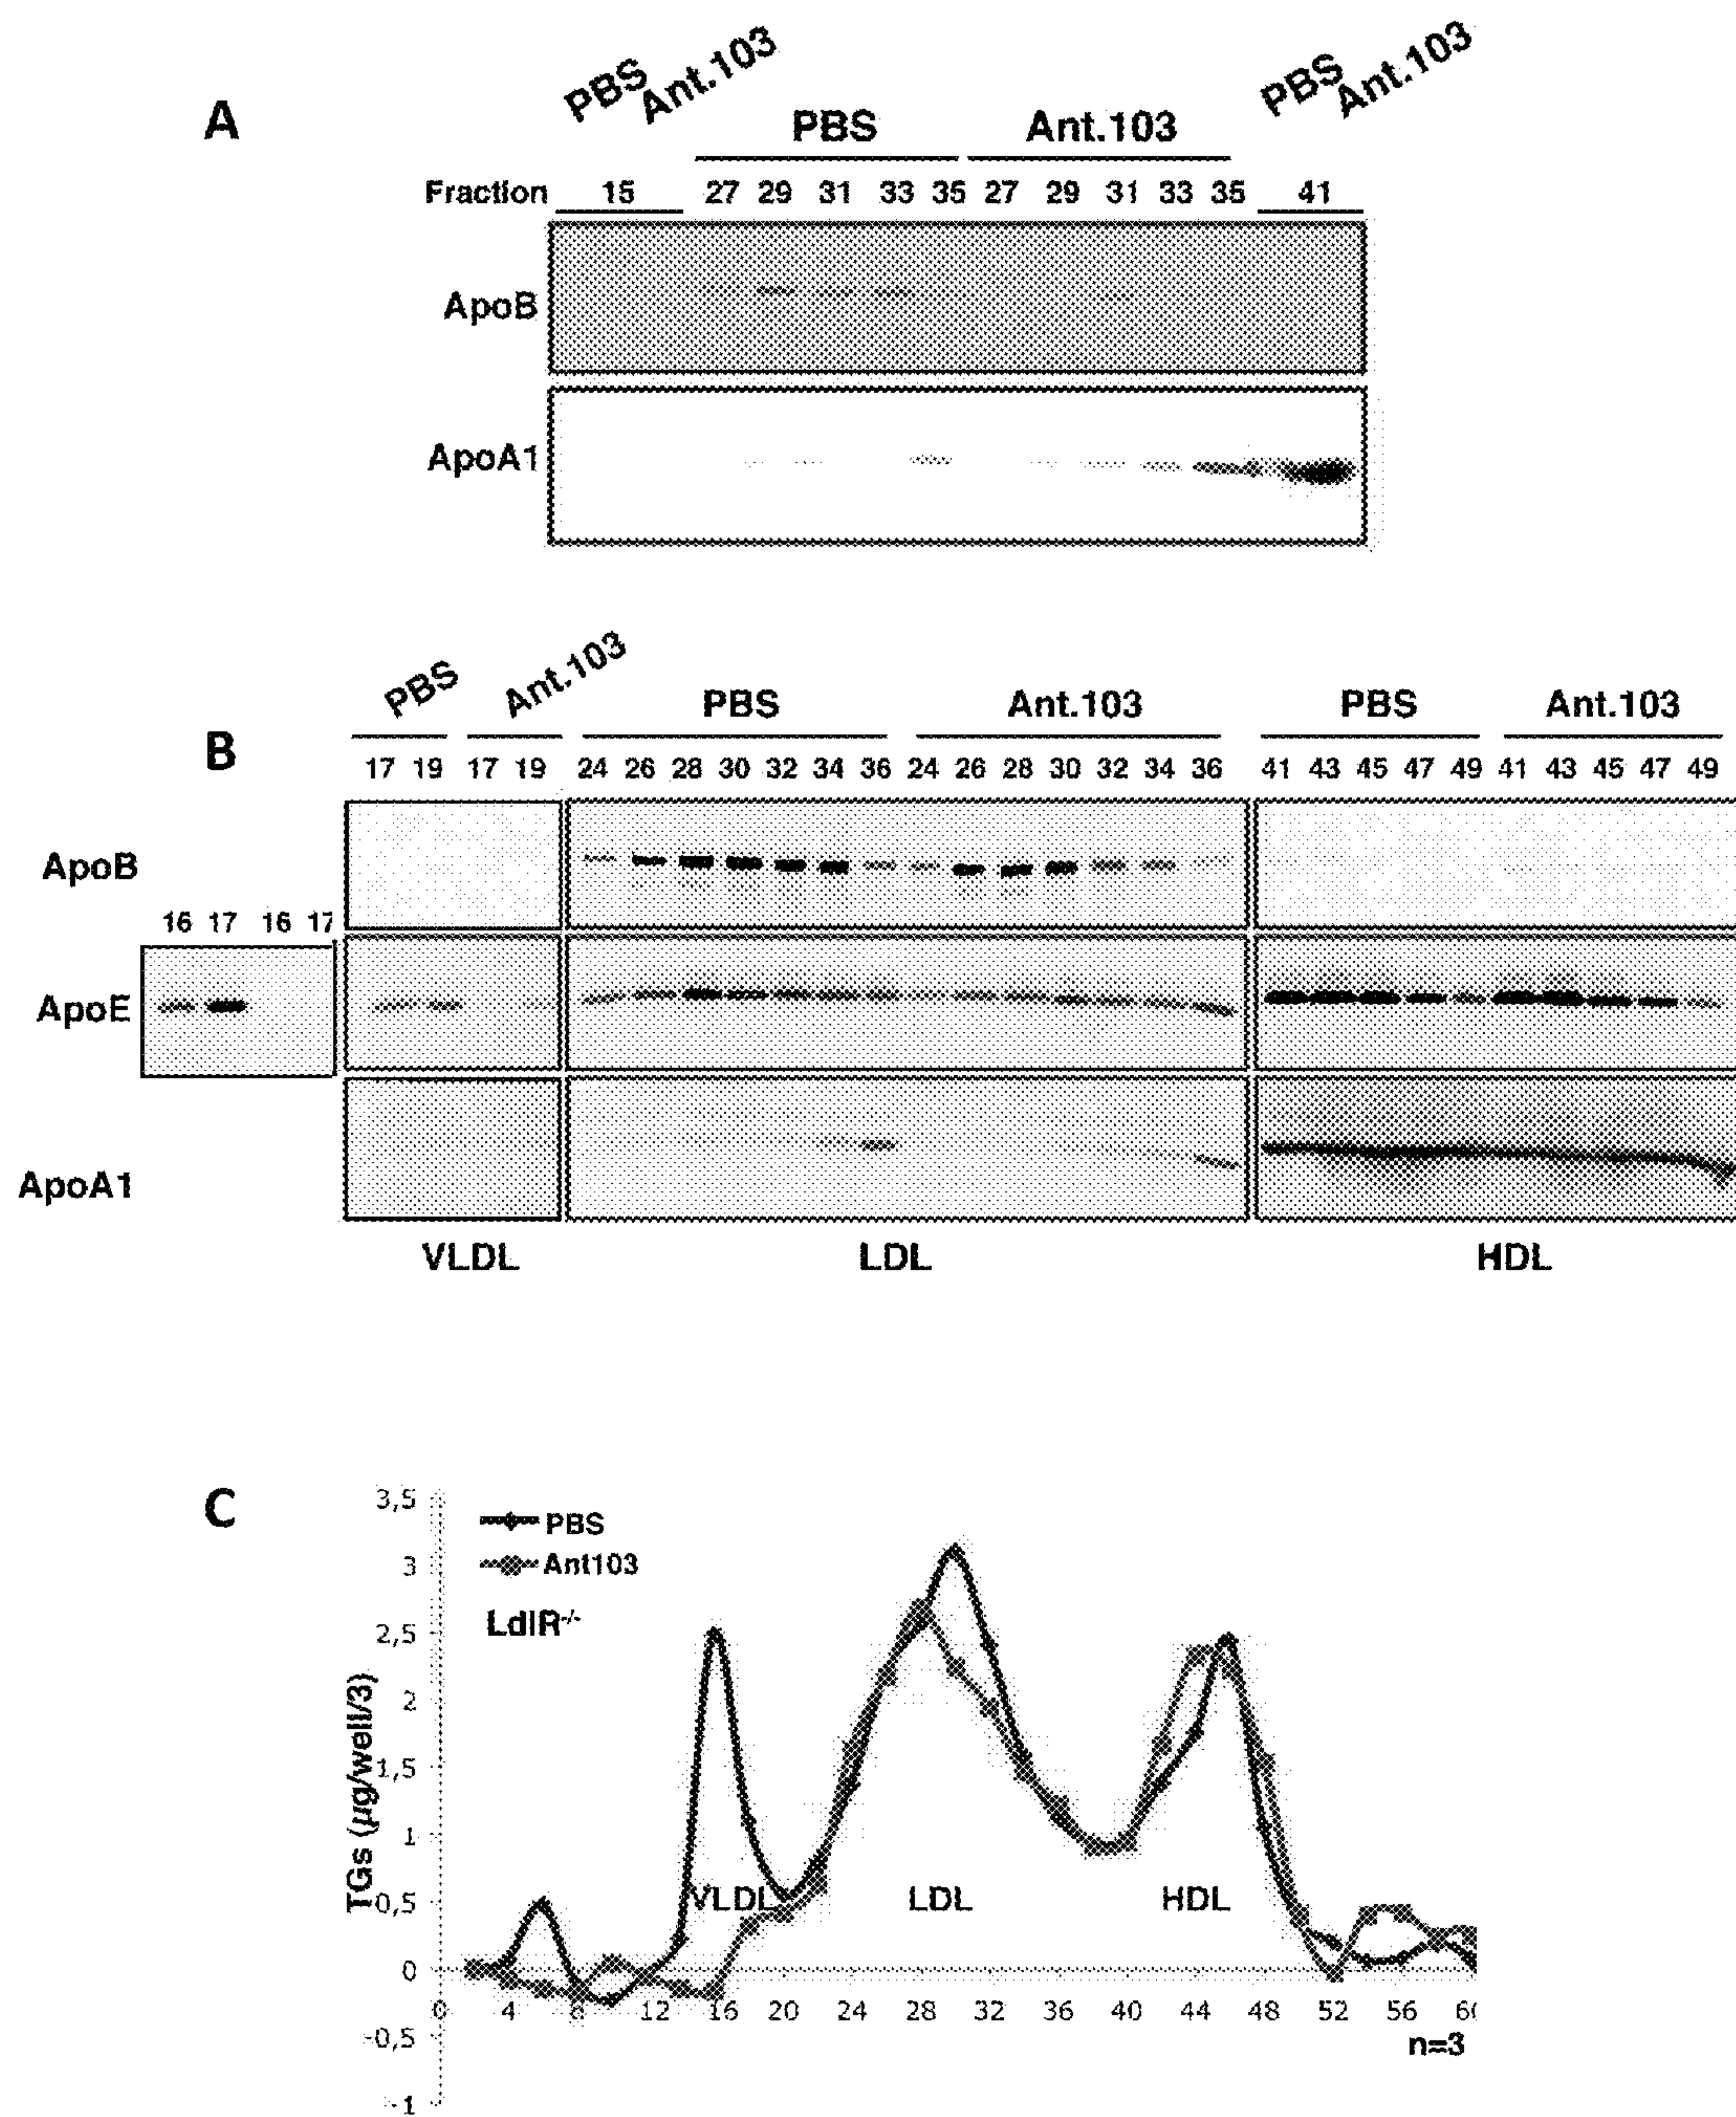 A
PBS Ant.103 PBS Ant.103 PBS Ant.103
Fraction 15 27 29 31 33 35 27 29 31 33 35 41
ApoB
ApoA1
B
PBS Ant.103 PBS Ant.103 PBS Ant.103
17 19 17 19 24 26 28 30 32 34 36 24 26 28 30 32 34 36 41 43 45 47 49 41 43 45 47 49
ApoB
16 17 16 17
ApoE
ApoA1
VLDL LDL HDL
C
3,5
PBS
3
Ant103
LdlR-/-
2,5
2
1,5
1
0,5
0
-0,5
-1
TGs (µg/well/3)
VLDL LDL HDL
0 4 8 12 16 20 24 28 32 36 40 44 48 52 56 60
n=3